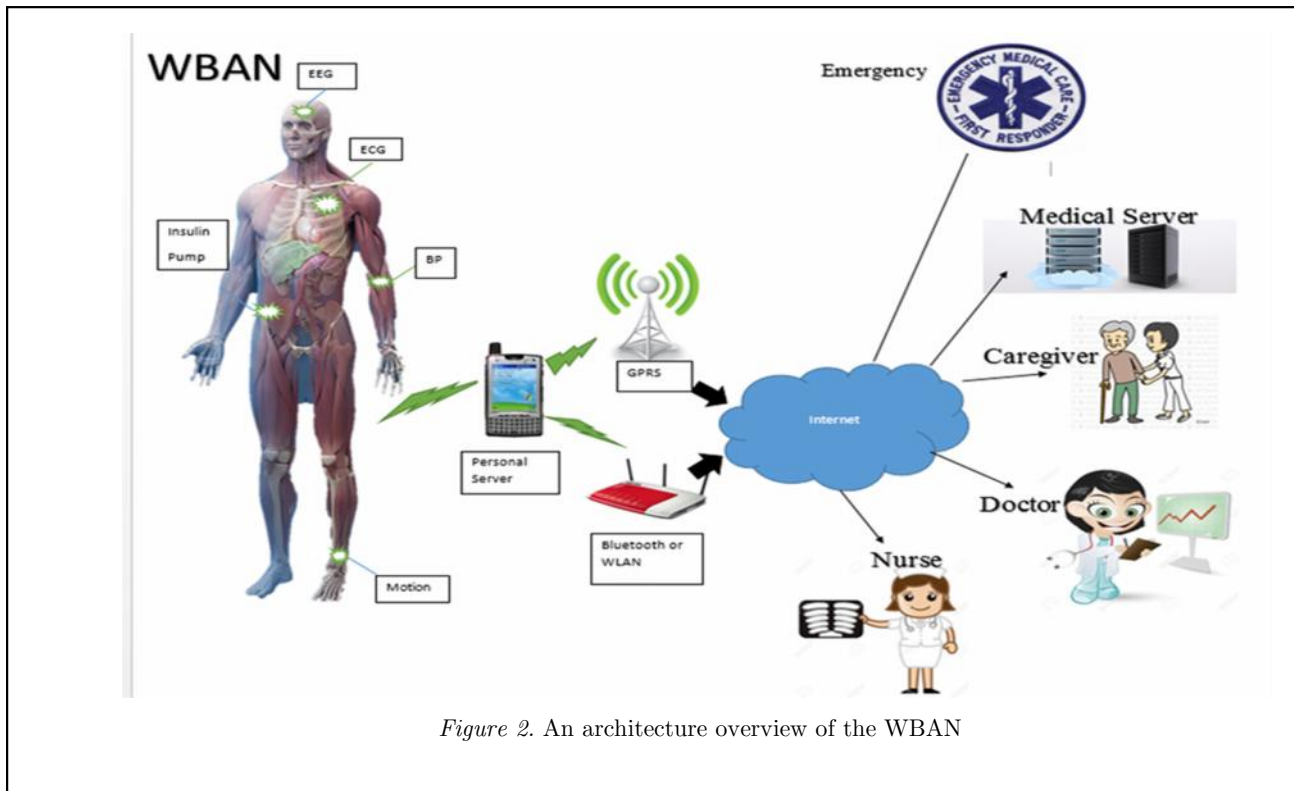 WBAN
EEG
ECG
Insulin
Pump
BP
Motion
Personal
Server
GPRS
Bluetooth or
WLAN
Internet
Emergency
EMERGENCY MEDICAL CARE
FIRST RESPONDER
Medical Server
Caregiver
Doctor
Nurse
Figure 2. An architecture overview of the WBAN